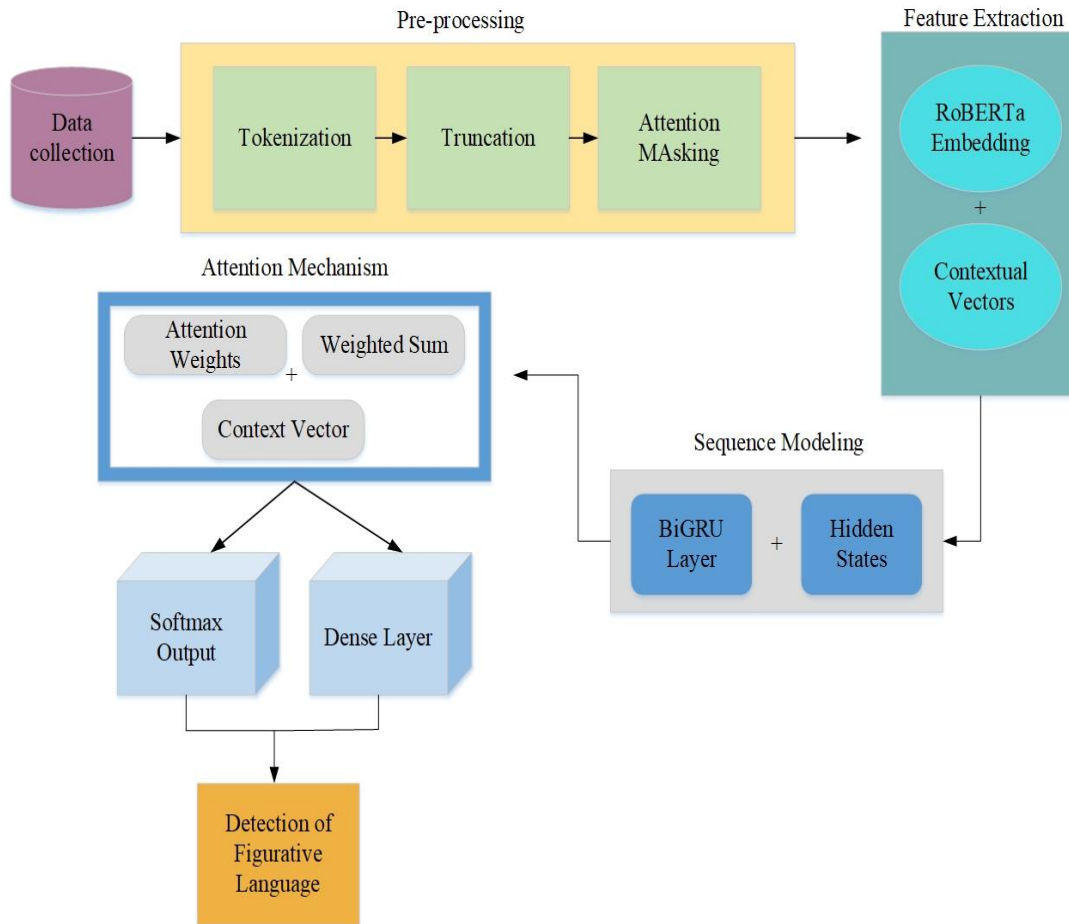 Pre-processing
Feature Extraction
Data
collection
Tokenization
Truncation
Attention
MAsking
RoBERTa
Embedding
+
Contextual
Vectors
Attention Mechanism
Attention
Weights
+
Weighted Sum
Context Vector
Sequence Modeling
BiGRU
Layer
+
Hidden
States
Softmax
Output
Dense Layer
Detection of
Figurative
Language